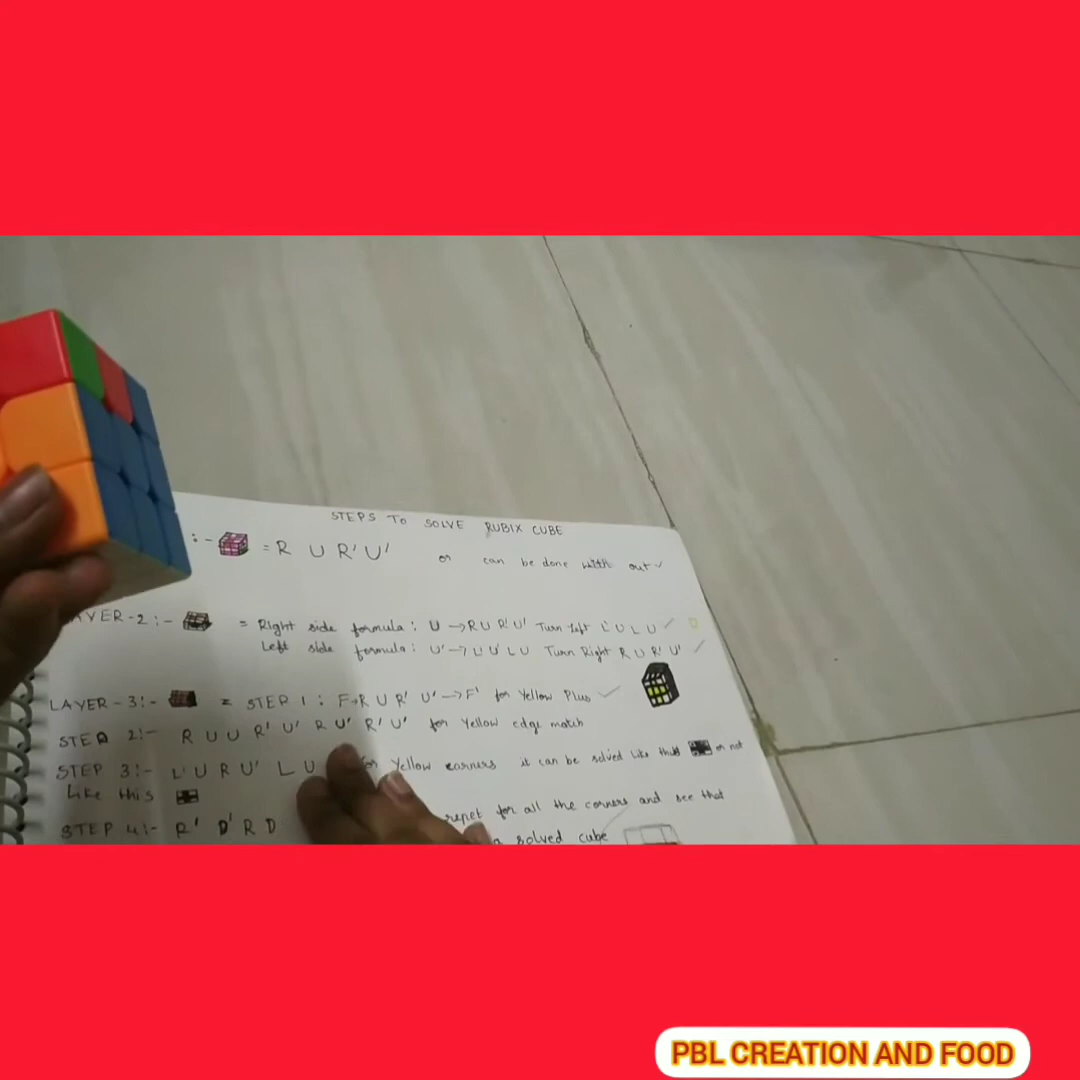 STEPS TO SOLVE RUBIX CUBE
:- = R U R' U' or can be done with out ✓
AYER-2:- = Right side formula: U → R U R' U' Turn Left L' U L U ✓
Left side formula: U' → L' U' L U Turn Right R U R' U' ✓
LAYER-3:- = STEP 1: F→R U R' U' → F' for Yellow Plus ✓
STEP 2:- R U U R' U' R U' R' U' for Yellow edge match
STEP 3:- L' U R U' L U for Yellow corners it can be solved like this or not
Like this
STEP 4:- R' D' R D repet for all the corners and see that
a solved cube
PBL CREATION AND FOOD